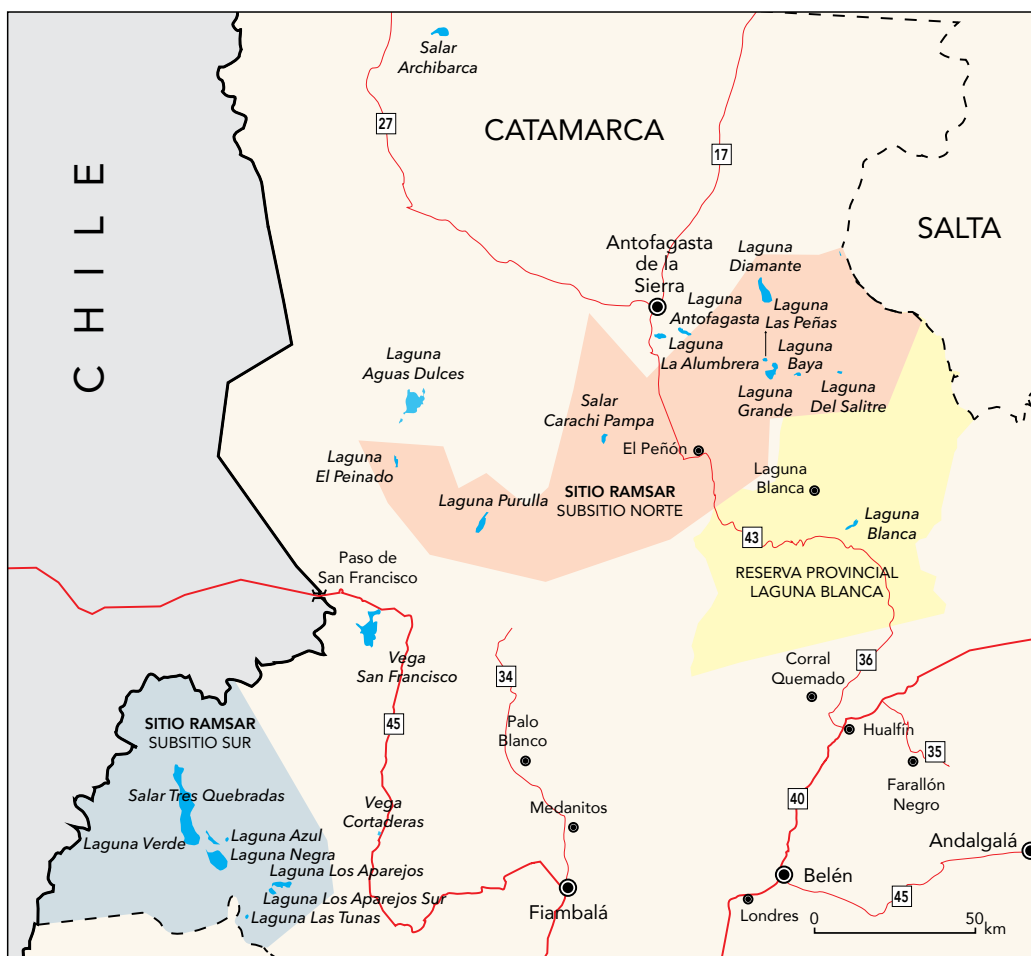 Salar
Archibarca
27
CATAMARCA
17
CHILE
SALTA
Antofagasta
de la
Sierra
Laguna
Diamante
Laguna
Antofagasta
Laguna
Las Peñas
Laguna
La Alumbrera
Laguna
Baya
Laguna
Aguas Dulces
Laguna
Grande
Laguna
Del Salitre
Salar
Carachi Pampa
El Peñón
Laguna
El Peinado
Laguna Purulla
SITIO RAMSAR
SUBSITIO NORTE
Laguna
Blanca
Laguna
Blanca
43
RESERVA PROVINCIAL
LAGUNA BLANCA
Paso de
San Francisco
Vega
San Francisco
34
36
Corral
Quemado
SITIO RAMSAR
SUBSITIO SUR
45
Palo
Blanco
Hualfín
35
Farallón
Negro
Salar Tres Quebradas
Vega
Cortaderas
Medanitos
40
Laguna Verde
Laguna Azul
Laguna Negra
Laguna Los Aparejos
Laguna Los Aparejos Sur
Laguna Las Tunas
Fiambalá
Andalgalá
Belén
45
Londres
0
50
km